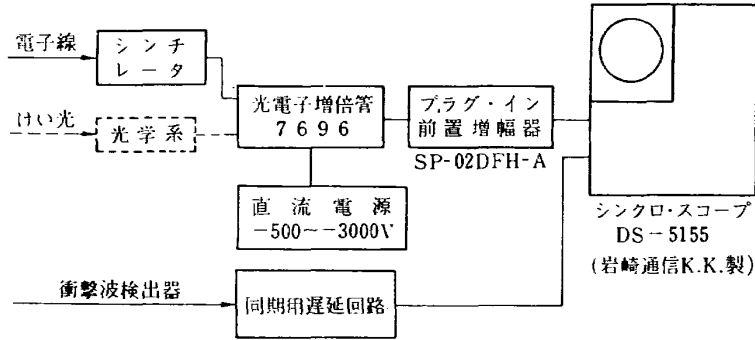 電子線
シンチ
レータ
けい光
光学系
光電子増倍管
7696
プラグ・イン
前置増幅器
SP-02DFH-A
直流電源
-500~-3000V
シンクロ・スコープ
DS-5155
(岩崎通信K.K.製)
衝撃波検出器
同期用遅延回路